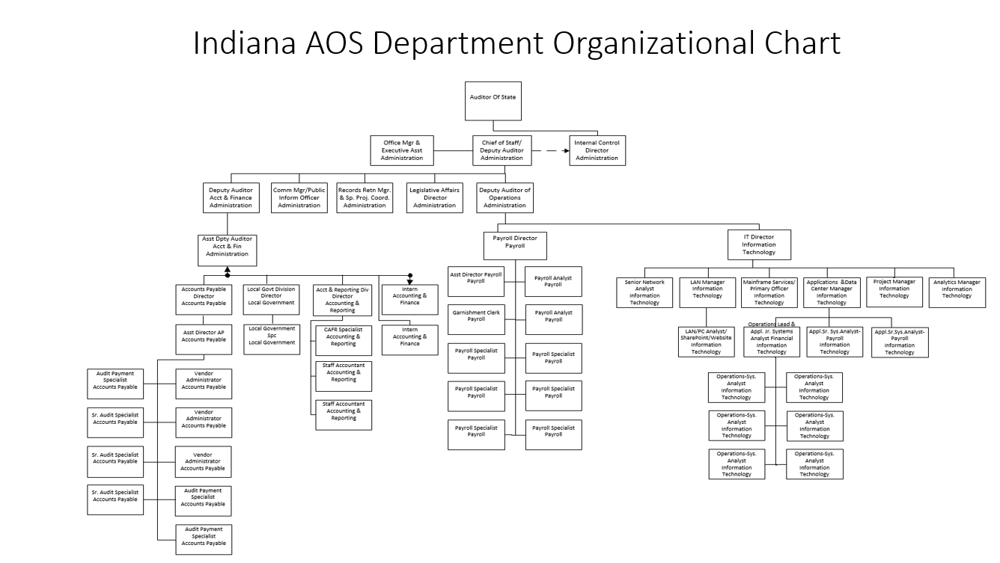 Indiana AOS Department Organizational Chart
Auditor Of State
Office Mgr &
Executive Asst
Administration
Chief of Staff/
Deputy Auditor
Administration
Internal Control
Director
Administration
Deputy Auditor
Acct & Finance
Administration
Comm Mgr/Public
Inform Officer
Administration
Records Retn Mgr.
& Sp. Proj. Coord.
Administration
Legislative Affairs
Director
Administration
Deputy Auditor of
Operations
Administration
Asst Dpty Auditor
Acct & Fin
Administration
Payroll Director
Payroll
IT Director
Information
Technology
Accounts Payable
Director
Accounts Payable
Local Govt Division
Director
Local Government
Acct & Reporting Div
Director
Accounting &
Reporting
Intern
Accounting &
Finance
Asst Director AP
Accounts Payable
Local Government
Spc
Local Government
CAFR Specialist
Accounting &
Reporting
Intern
Accounting &
Finance
Staff Accountant
Accounting &
Reporting
Staff Accountant
Accounting &
Reporting
Audit Payment
Specialist
Accounts Payable
Vendor
Administrator
Accounts Payable
Sr. Audit Specialist
Accounts Payable
Vendor
Administrator
Accounts Payable
Sr. Audit Specialist
Accounts Payable
Vendor
Administrator
Accounts Payable
Sr. Audit Specialist
Accounts Payable
Audit Payment
Specialist
Accounts Payable
Audit Payment
Specialist
Accounts Payable
Asst Director Payroll
Payroll
Payroll Analyst
Payroll
Garnishment Clerk
Payroll
Payroll Analyst
Payroll
Payroll Specialist
Payroll
Payroll Specialist
Payroll
Payroll Specialist
Payroll
Payroll Specialist
Payroll
Payroll Specialist
Payroll
Payroll Specialist
Payroll
Senior Network
Analyst
Information
Technology
LAN Manager
Information
Technology
Mainframe Services/
Primary Officer
Information
Technology
Applications &Data
Center Manager
Information
Technology
Project Manager
Information
Technology
Analytics Manager
Information
Technology
LAN/PC Analyst/
SharePoint/Website
Information
Technology
Operations Lead &
Appl. Jr. Systems
Analyst Financial
Information
Technology
Appl.Sr. Sys.Analyst-
Payroll
Information
Technology
Appl.Sr.Sys.Analyst-
Payroll
Information
Technology
Operations-Sys.
Analyst
Information
Technology
Operations-Sys.
Analyst
Information
Technology
Operations-Sys.
Analyst
Information
Technology
Operations-Sys.
Analyst
Information
Technology
Operations-Sys.
Analyst
Information
Technology
Operations-Sys.
Analyst
Information
Technology